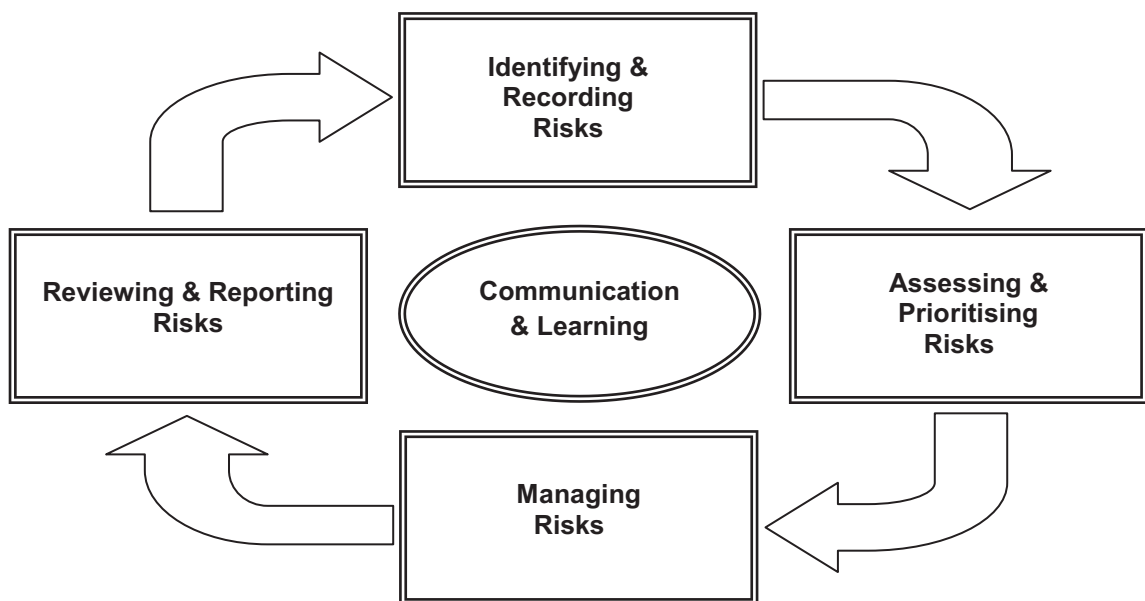 Identifying &
Recording
Risks
Reviewing & Reporting
Risks
Communication
& Learning
Assessing &
Prioritising
Risks
Managing
Risks